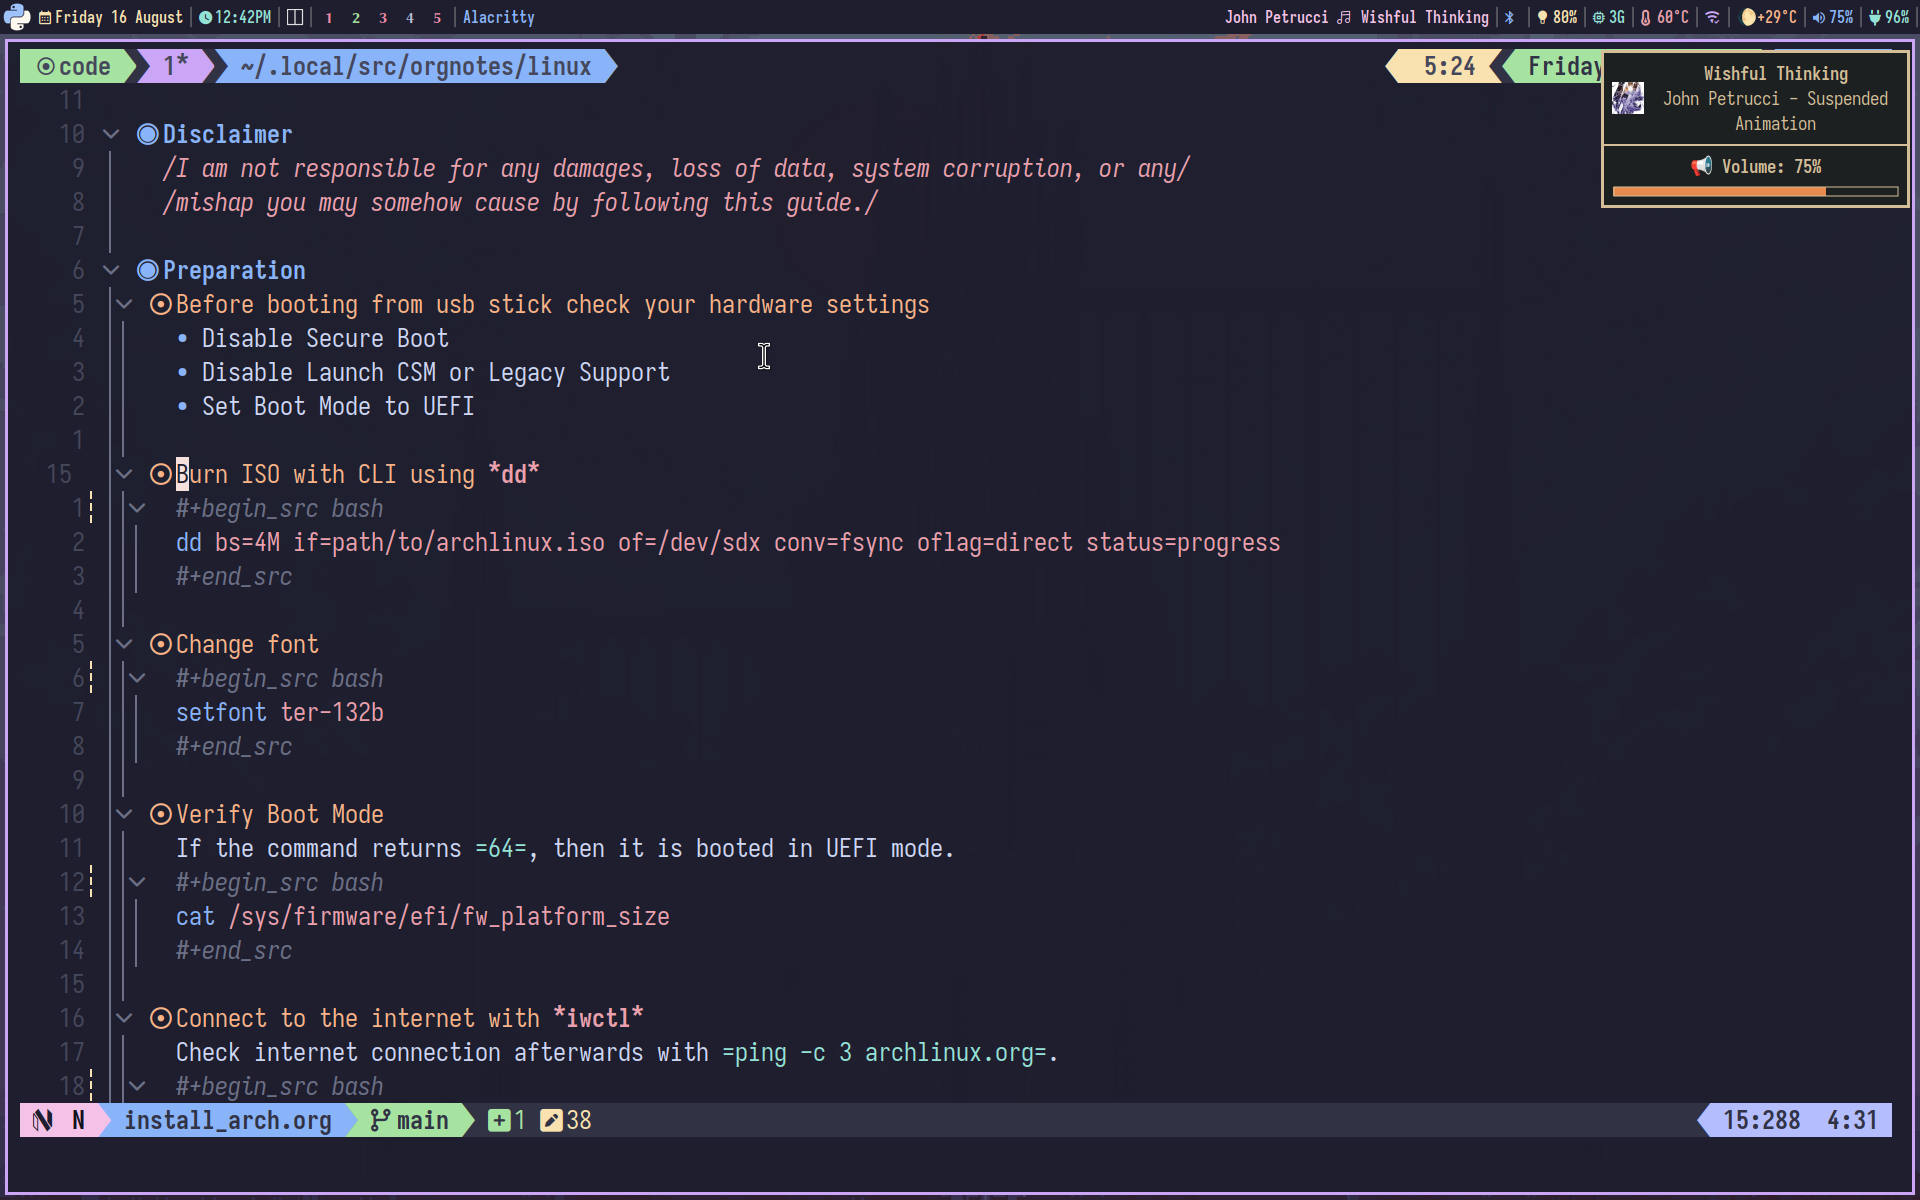 Friday 16 August 12:42PM 1 2 3 4 5 Alacritty John Petrucci Wishful Thinking 80% 3G 60°C +29°C 75% 96%
code 1* ~/.local/src/orgnotes/linux 5:24 Friday
Wishful Thinking
John Petrucci - Suspended
Animation
Volume: 75%
11
10 Disclaimer
9 /I am not responsible for any damages, loss of data, system corruption, or any/
8 /mishap you may somehow cause by following this guide./
7
6 Preparation
5 Before booting from usb stick check your hardware settings
4 • Disable Secure Boot
3 • Disable Launch CSM or Legacy Support
2 • Set Boot Mode to UEFI
1
15 Burn ISO with CLI using *dd*
1 #+begin_src bash
2 dd bs=4M if=path/to/archlinux.iso of=/dev/sdx conv=fsync oflag=direct status=progress
3 #+end_src
4
5 Change font
6 #+begin_src bash
7 setfont ter-132b
8 #+end_src
9
10 Verify Boot Mode
11 If the command returns =64=, then it is booted in UEFI mode.
12 #+begin_src bash
13 cat /sys/firmware/efi/fw_platform_size
14 #+end_src
15
16 Connect to the internet with *iwctl*
17 Check internet connection afterwards with =ping -c 3 archlinux.org=.
18 #+begin_src bash
N install_arch.org main 1 38 15:288 4:31